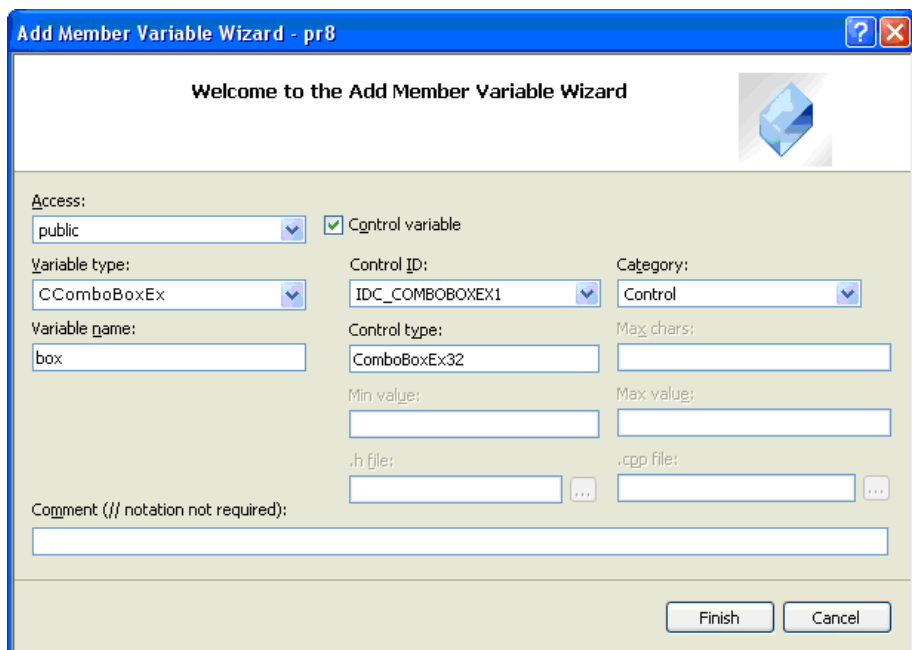 Add Member Variable Wizard - pr8
Welcome to the Add Member Variable Wizard
Access:
public
Control variable
Variable type:
Control ID:
Category:
CComboBoxEx
IDC_COMBOBOXEX1
Control
Variable name:
Control type:
Max chars:
box
ComboBoxEx32
Min value:
Max value:
.h file:
.cpp file:
...
...
Comment (// notation not required):
Finish
Cancel